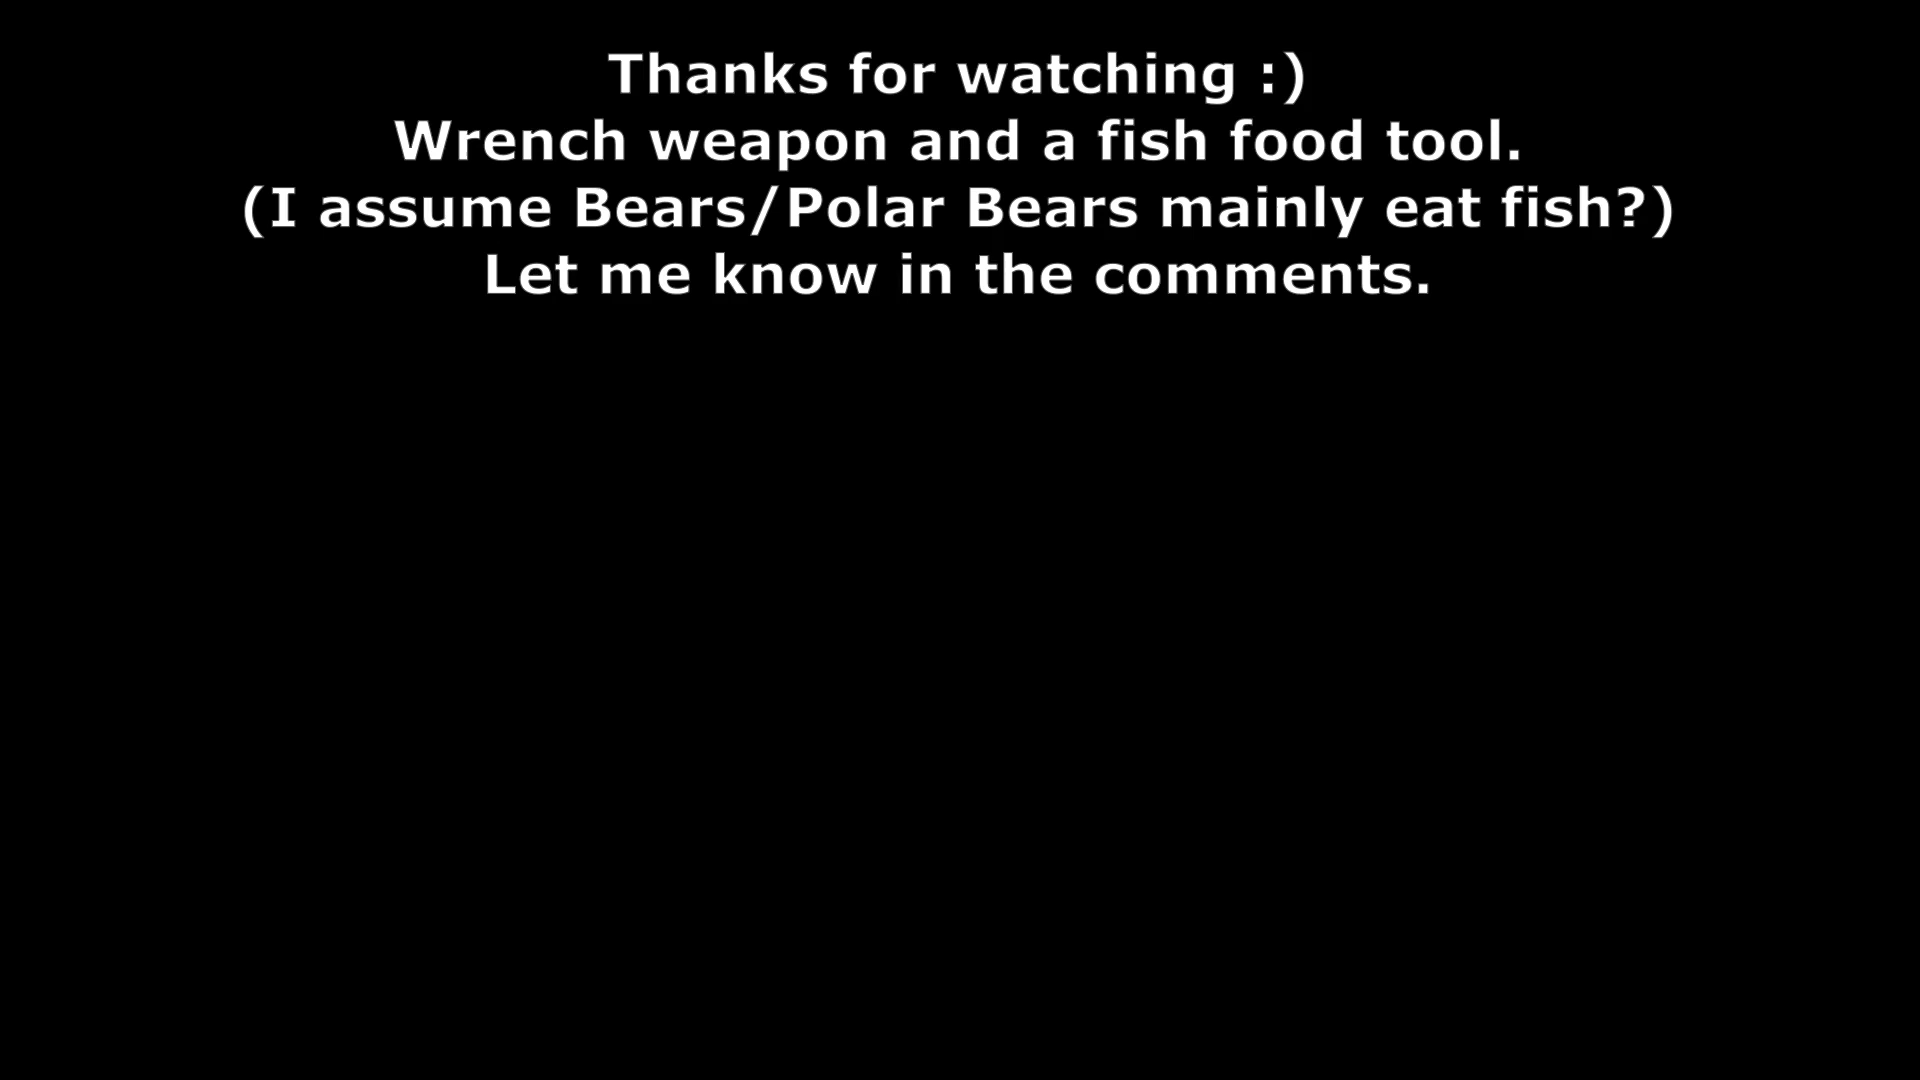 Thanks for watching :)
Wrench weapon and a fish food tool.
(I assume Bears/Polar Bears mainly eat fish?)
Let me know in the comments.